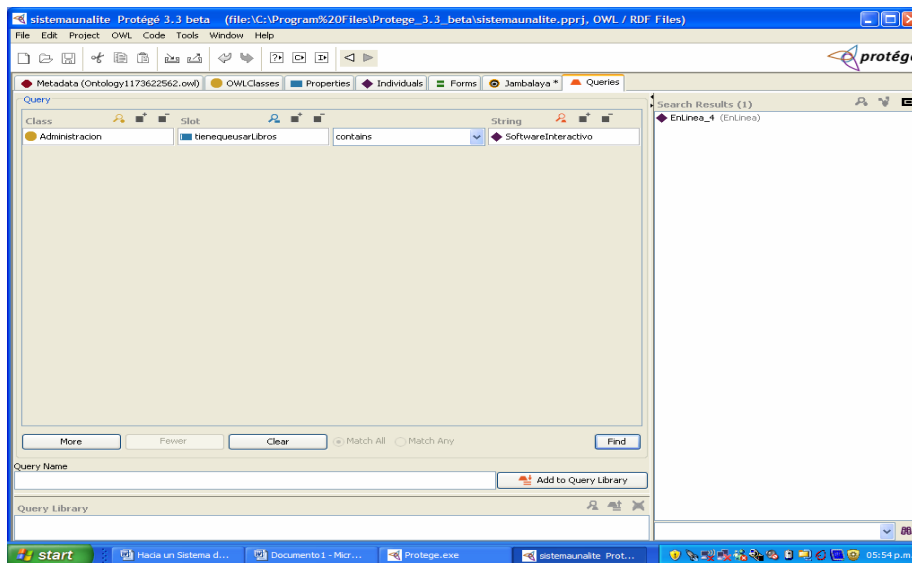 sistemaunalite Protégé 3.3 beta (file:\C:\Program%20Files\Protege_3.3_beta\sistemaunalite.pprj, OWL / RDF Files)
File Edit Project OWL Code Tools Window Help
protégé
Metadata (Ontology1173622562.owl) OWLClasses Properties Individuals Forms Jambalaya * Queries
Query
Search Results (1)
Class Slot String
EnLinea_4 (EnLinea)
Administracion tienequeusarLibros contains SoftwareInteractivo
More Fewer Clear Match All Match Any Find
Query Name
Add to Query Library
Query Library
start Hacia un Sistema d... Documento1 - Micr... Protege.exe sistemaunalite Prot... 05:54 p.m.